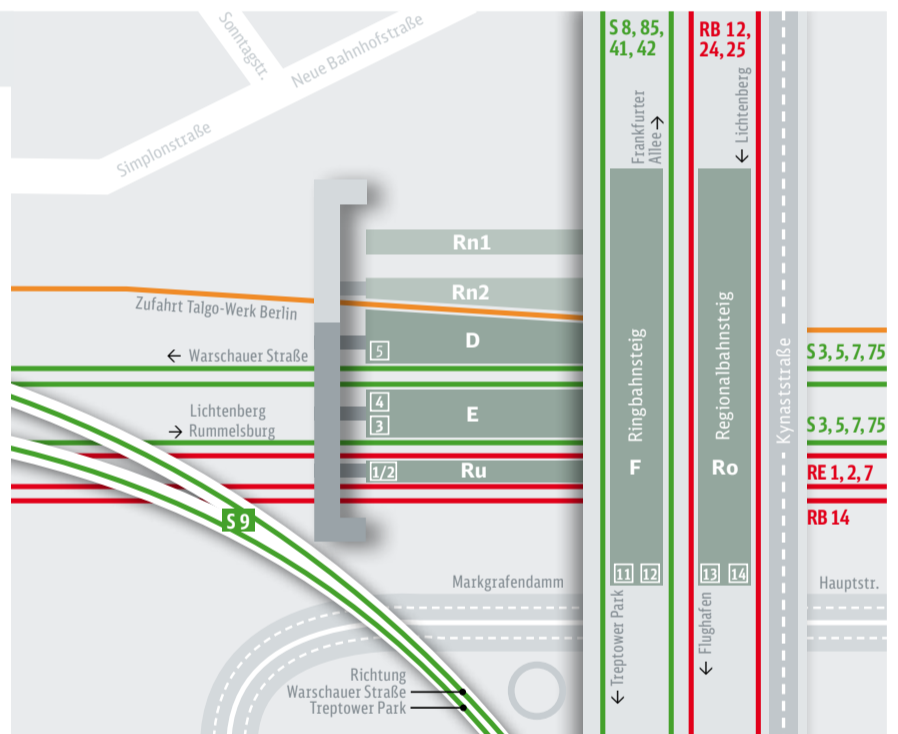 Sonntagstr.
Neue Bahnhofstraße
Simplonstraße
S 8, 85,
41, 42
RB 12,
24, 25
Frankfurter
Allee →
← Lichtenberg
Rn1
Rn2
Zufahrt Talgo-Werk Berlin
D
5
← Warschauer Straße
S 3, 5, 7, 75
4
3
E
Lichtenberg
→ Rummelsburg
S 3, 5, 7, 75
1/2
Ru
RE 1, 2, 7
RB 14
Ringbahnsteig
F
Regionalbahnsteig
Ro
Kynaststraße
S 9
11
12
13
14
Markgrafendamm
Hauptstr.
← Treptower Park
← Flughafen
Richtung
Warschauer Straße
Treptower Park